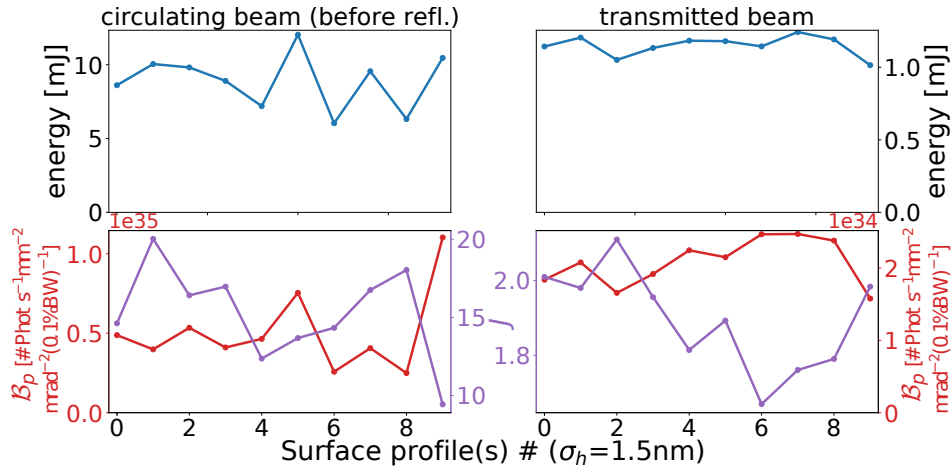 circulating beam (before refl.)
transmitted beam
energy [mJ]
10
5
0
1.0
0.5
0.0
energy [mJ]
1e35
1e34
ℬp [#Phot s⁻¹mm⁻²
mrad⁻²(0.1%BW)⁻¹]
1.0
0.5
0.0
20
15
10
J
2.0
1.8
2
1
0
ℬp [#Phot s⁻¹mm⁻²
mrad⁻²(0.1%BW)⁻¹]
0 2 4 6 8
0 2 4 6 8
Surface profile(s) # (σh=1.5nm)